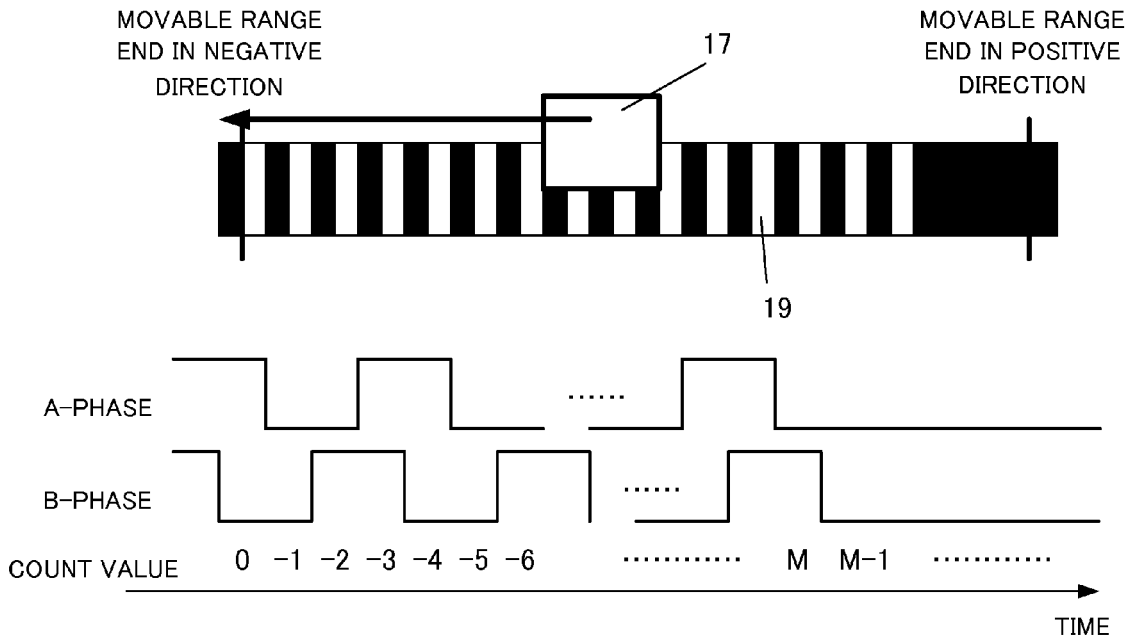 MOVABLE RANGE
END IN NEGATIVE
DIRECTION
17
MOVABLE RANGE
END IN POSITIVE
DIRECTION
19
A-PHASE
B-PHASE
COUNT VALUE 0 -1 -2 -3 -4 -5 -6 ............. M M-1 .............
TIME